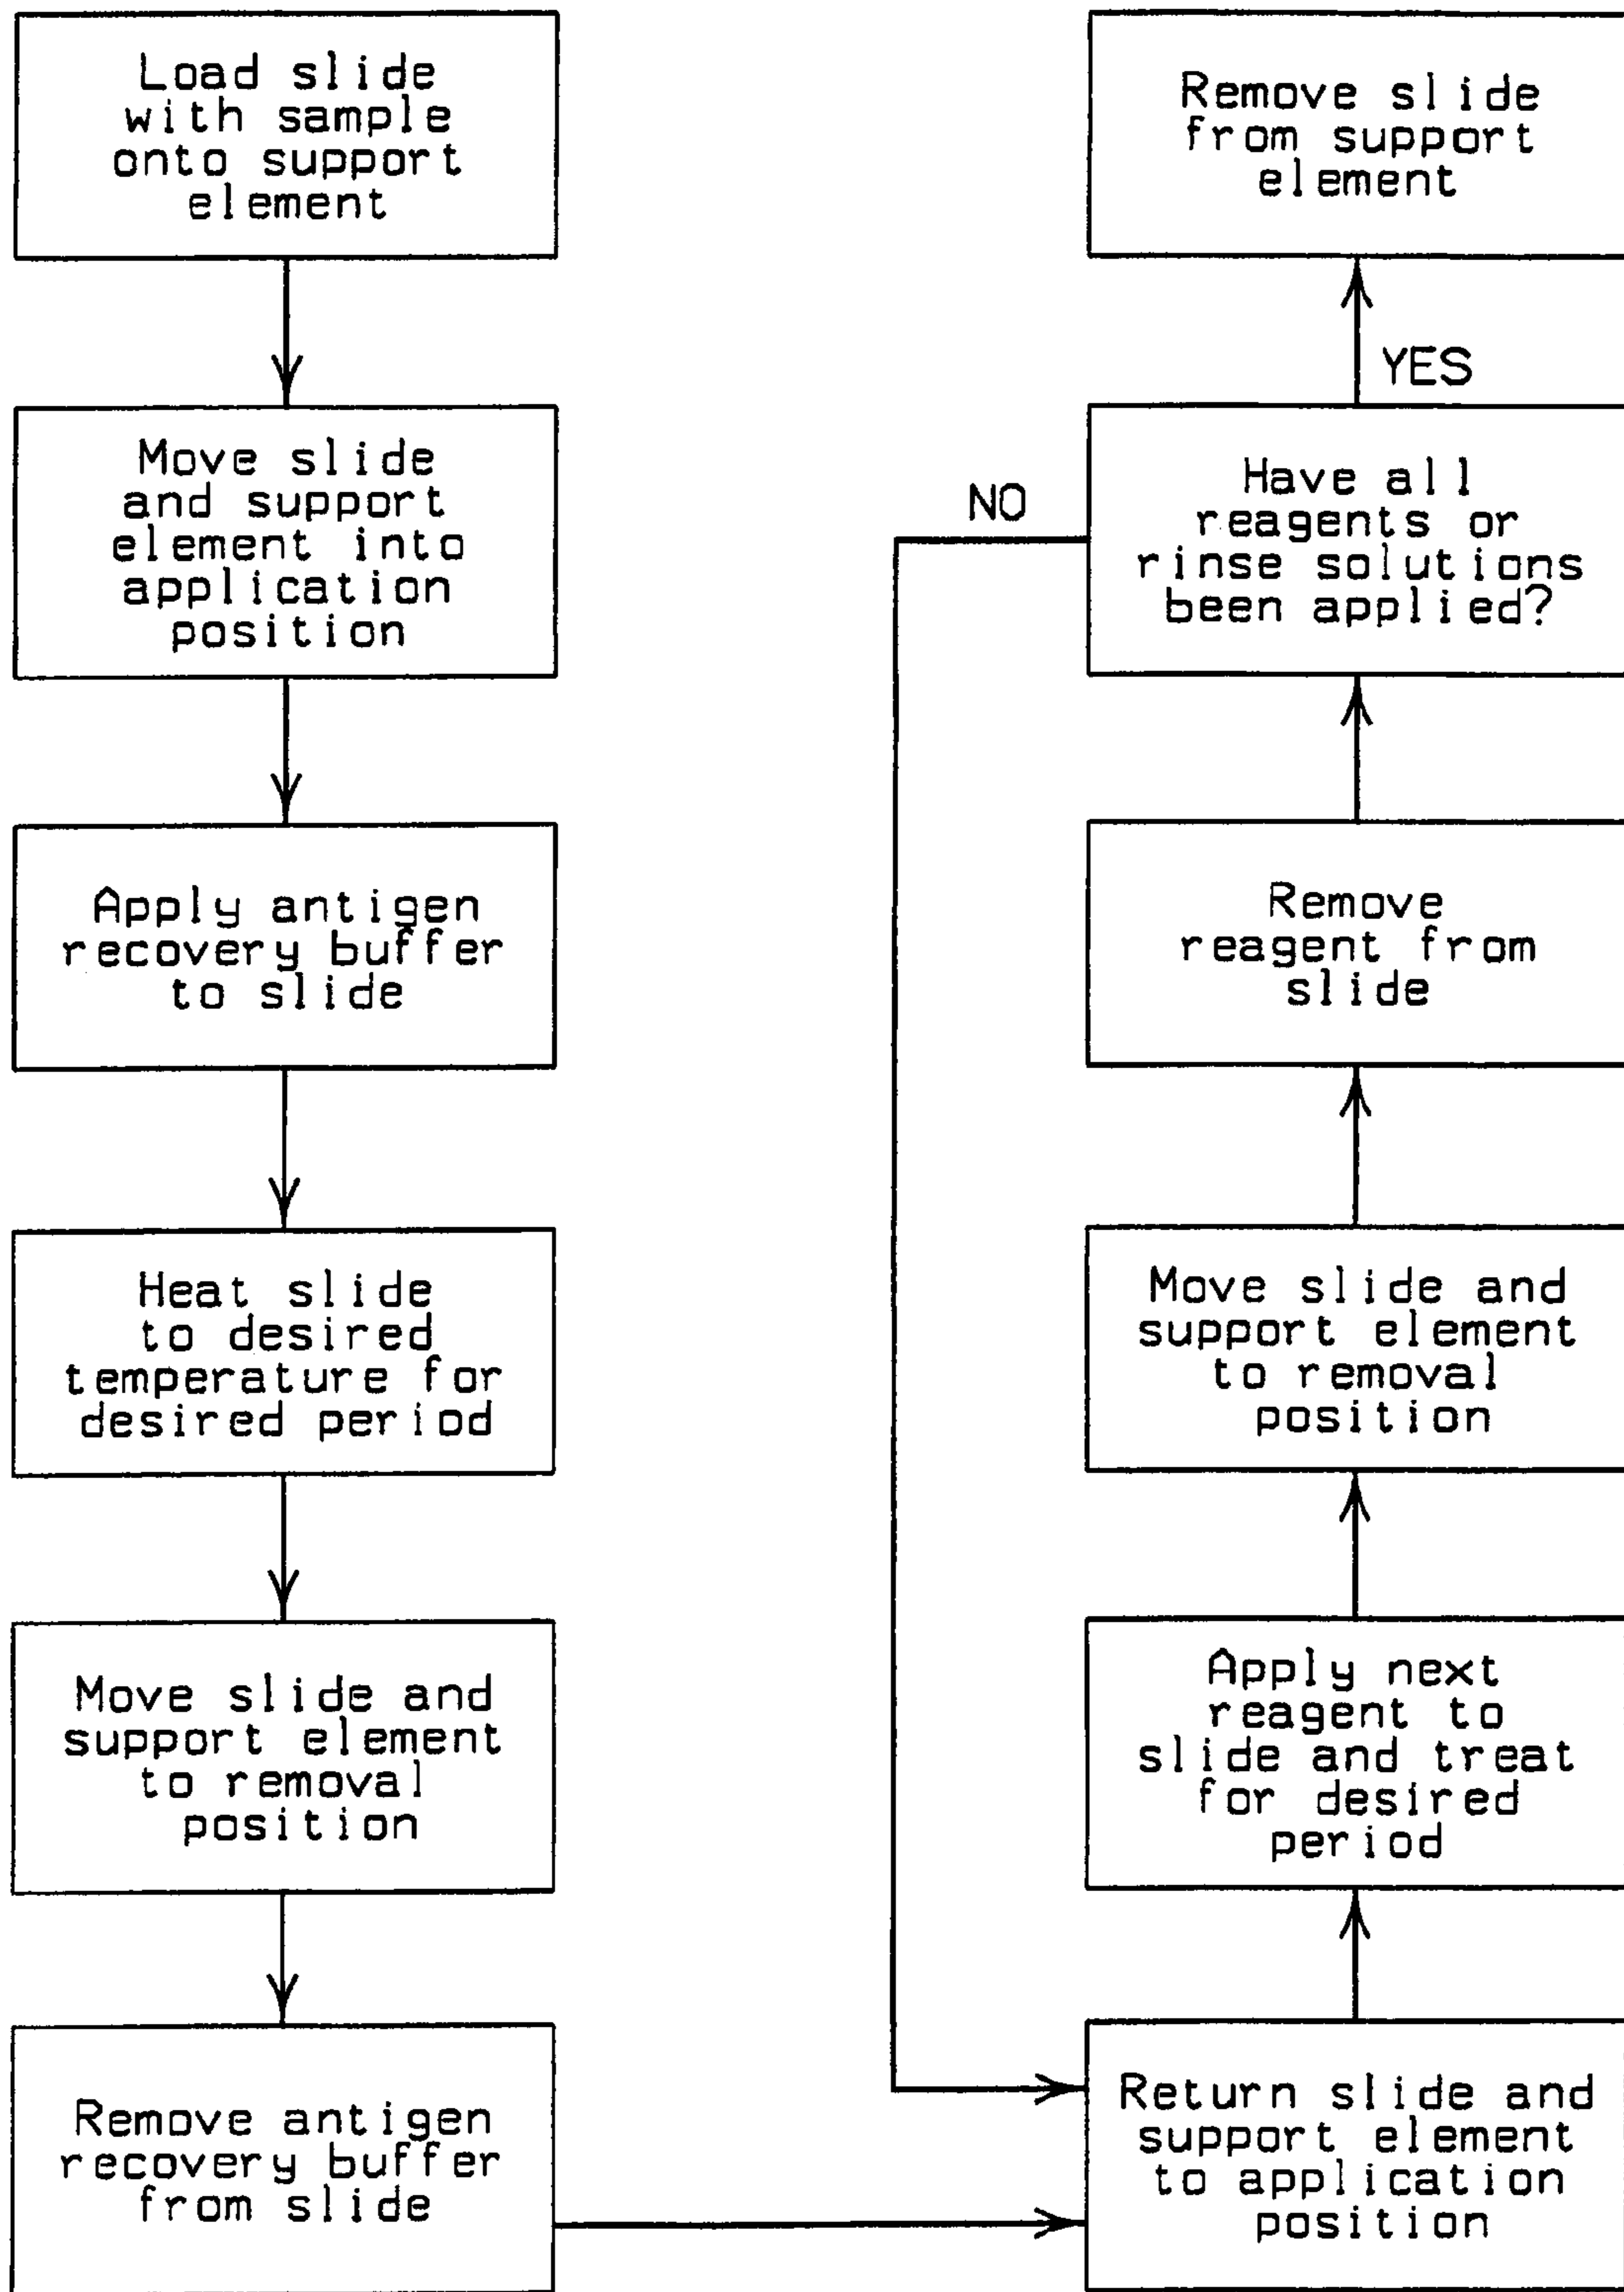 Load slide
with sample
onto support
element
Move slide
and support
element into
application
position
Apply antigen
recovery buffer
to slide
Heat slide
to desired
temperature for
desired period
Move slide and
support element
to removal
position
Remove antigen
recovery buffer
from slide
Return slide and
support element
to application
position
Apply next
reagent to
slide and treat
for desired
period
Move slide and
support element
to removal
position
Remove
reagent from
slide
Have all
reagents or
rinse solutions
been applied?
NO
YES
Remove slide
from support
element